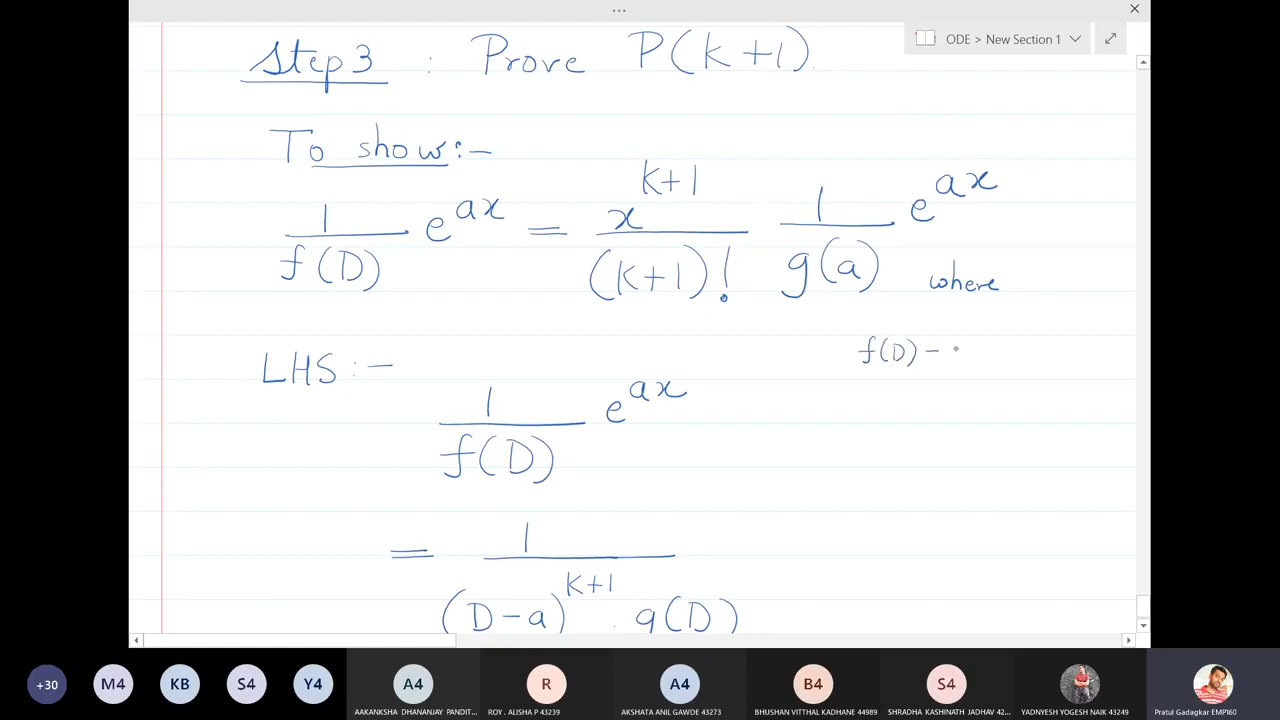 ODE > New Section 1
Step 3 : Prove P(K+1).
To show:-
1/f(D) e^{ax} = x^{K+1}/(K+1)! 1/g(a) e^{ax} where
f(D) -
LHS :-
1/f(D) e^{ax}
= 1/(D-a)^{K+1} . g(D)
+30 M4 KB S4 Y4 A4 R A4 B4 S4
AAKANKSHA DHANANJAY PANDIT... ROY . ALISHA P 43239 AKSHATA ANIL GAWDE 43273 BHUSHAN VITTHAL KADHANE 44989 SHRADHA KASHINATH JADHAV 42... YADNYESH YOGESH NAIK 43249 Pratul Gadagkar EMP160